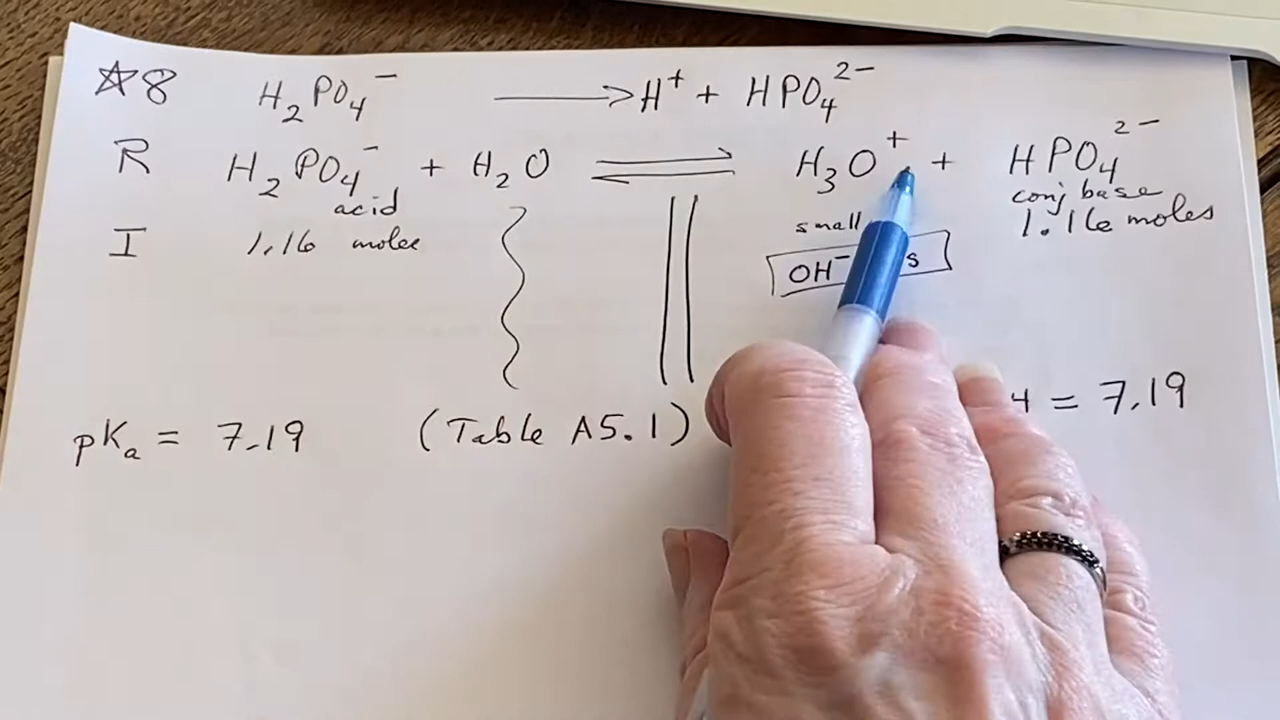 ☆8 H₂PO₄⁻ ⟶ H⁺ + HPO₄²⁻
R H₂PO₄⁻ + H₂O ⇌ H₃O⁺ + HPO₄²⁻
acid conj base
I 1.16 moles small 1.16 moles
OH⁻
pKₐ = 7.19 (Table A5.1) = 7.19